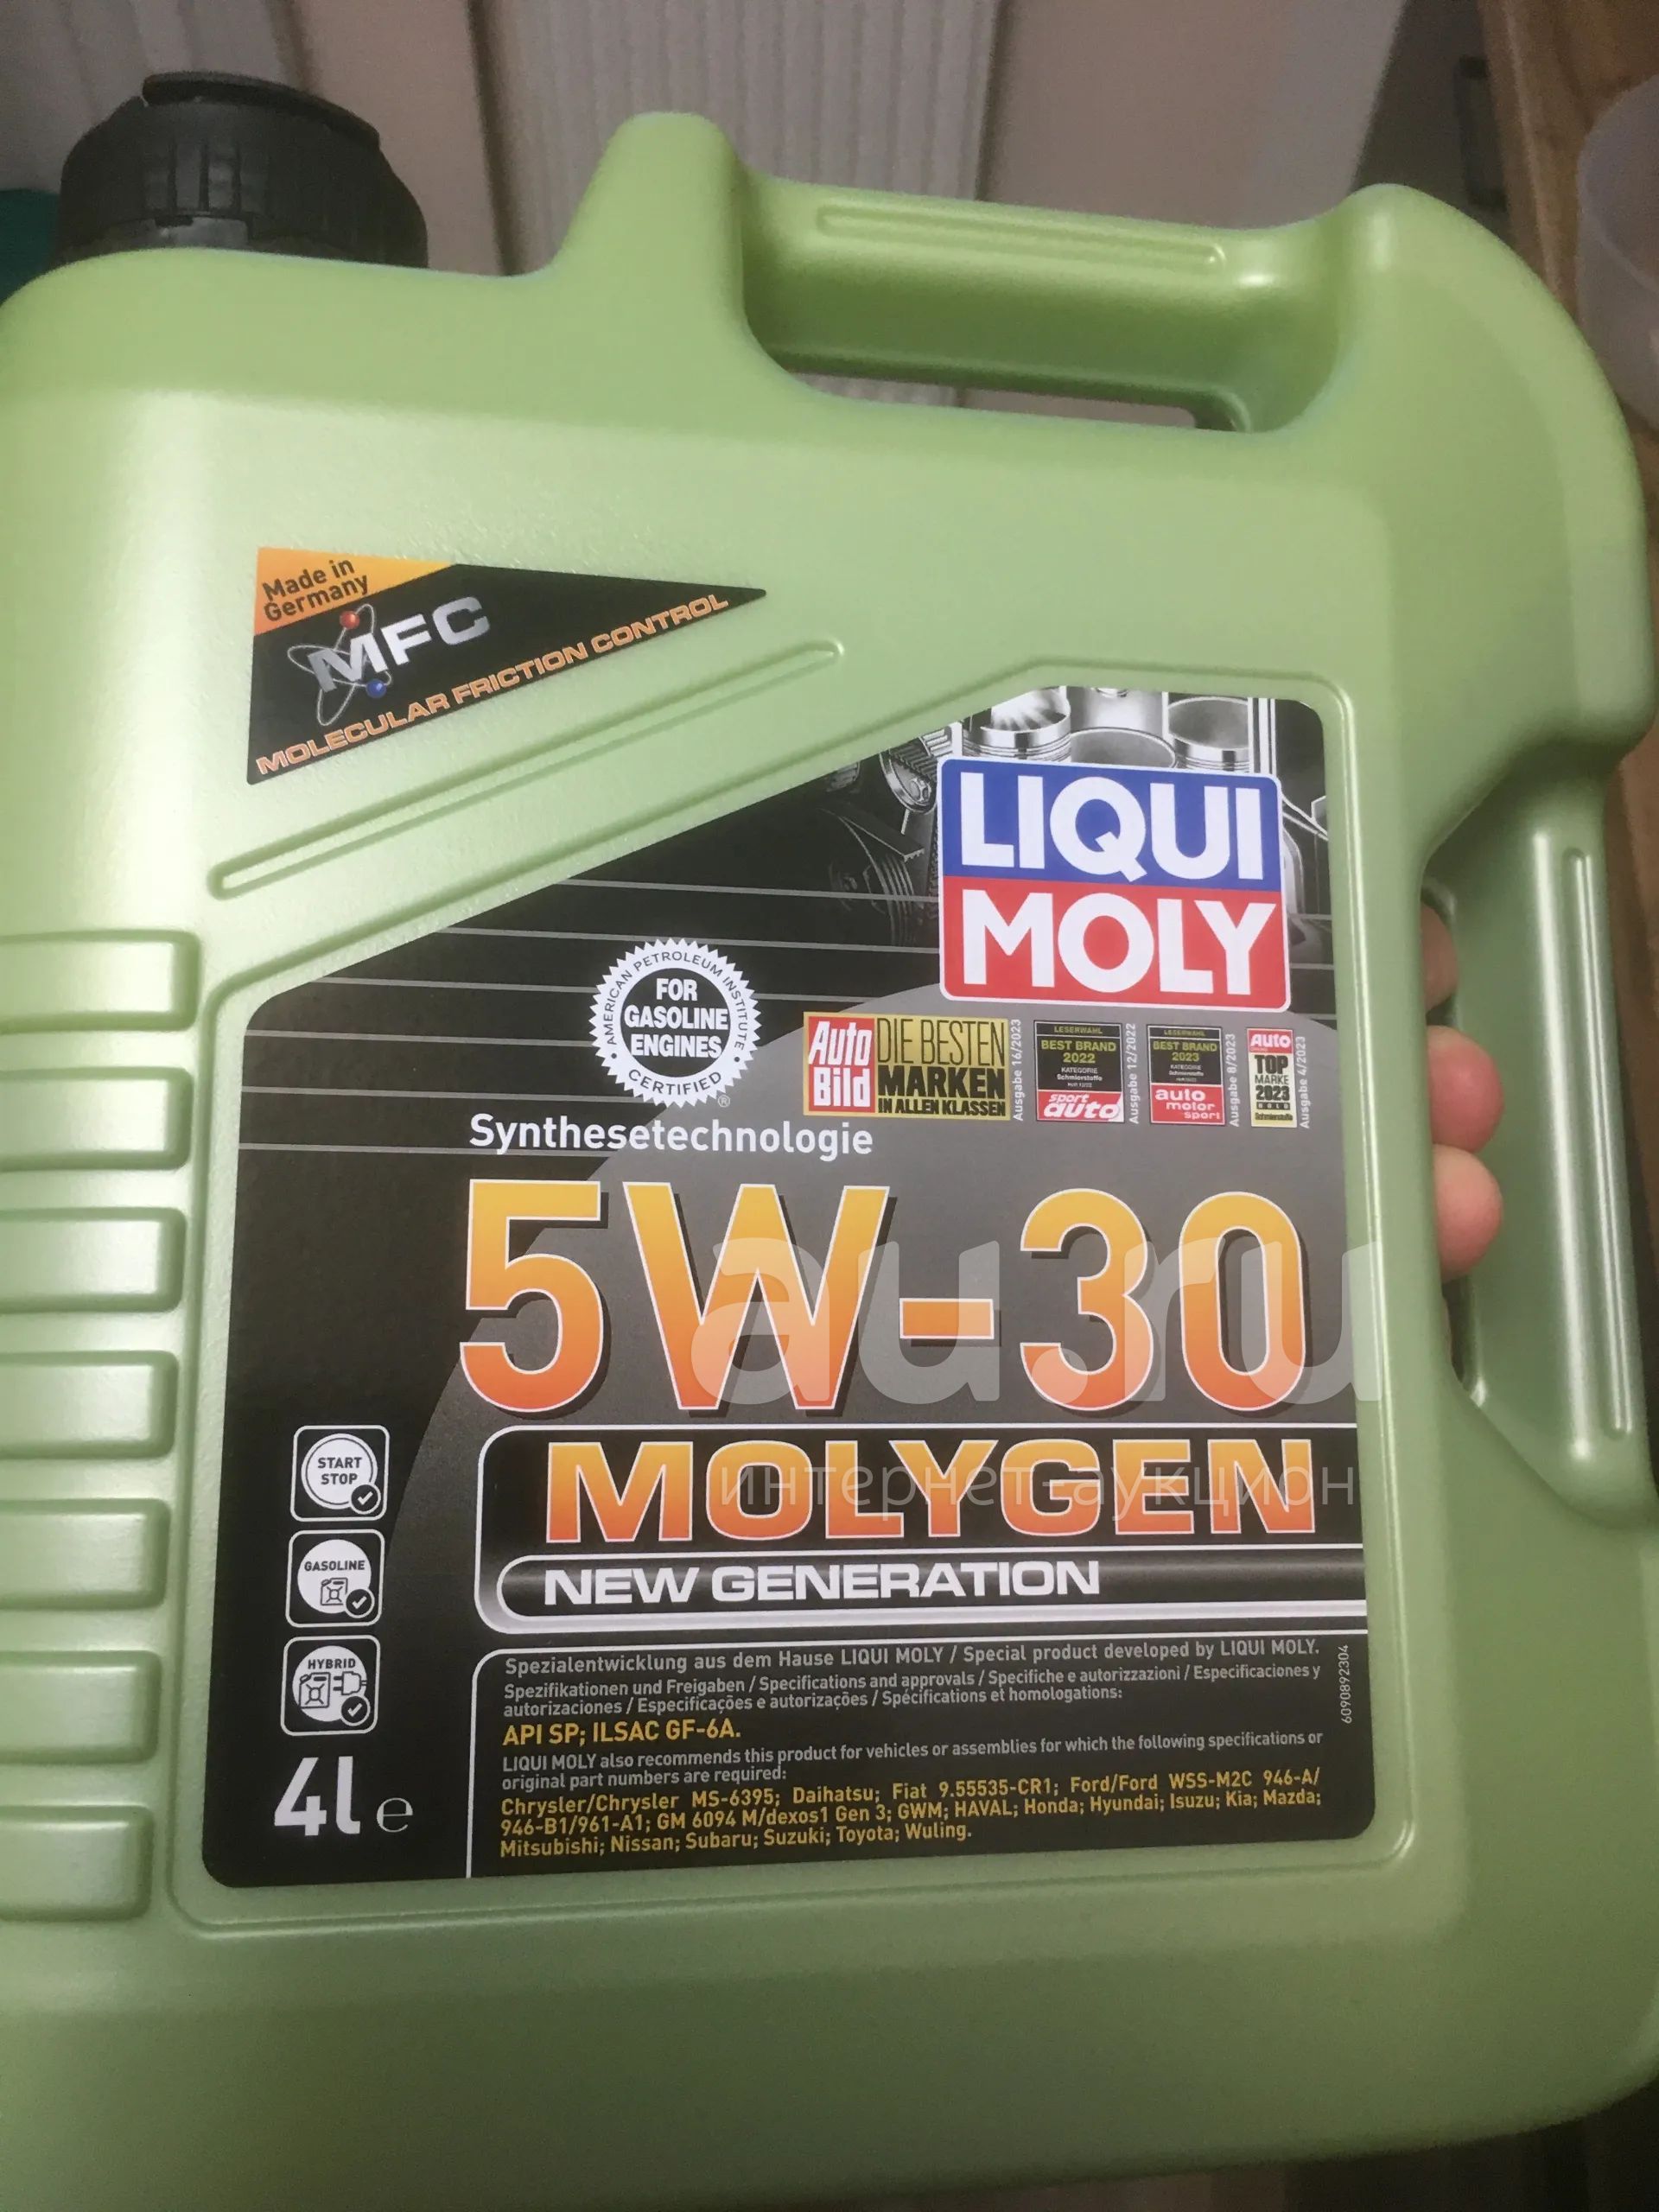 Made in
Germany
MFC
MOLECULAR FRICTION CONTROL
LIQUI
MOLY
AMERICAN PETROLEUM INSTITUTE
FOR
GASOLINE
ENGINES
CERTIFIED
®
Auto
Bild
DIE BESTEN
MARKEN
IN ALLEN KLASSEN
Ausgabe 16/2023
LESERWAHL
BEST BRAND
2022
KATEGORIE
Schmierstoffe
sport
auto
Ausgabe 12/2022
LESERWAHL
BEST BRAND
2023
KATEGORIE
Schmierstoffe
auto
motor
sport
Ausgabe 8/2023
Auto
TOP
MARKE
2023
Schmierstoffe
Ausgabe 4/2023
Synthesetechnologie
5W-30
au.ru
интернет-аукцион
MOLYGEN
NEW GENERATION
START
STOP
GASOLINE
HYBRID
4l e
Spezialentwicklung aus dem Hause LIQUI MOLY / Special product developed by LIQUI MOLY.
Spezifikationen und Freigaben / Specifications and approvals / Specifiche e autorizzazioni / Especificaciones y
autorizaciones / Especificações e autorizações / Spécifications et homologations:
API SP; ILSAC GF-6A.
LIQUI MOLY also recommends this product for vehicles or assemblies for which the following specifications or
original part numbers are required:
Chrysler/Chrysler MS-6395; Daihatsu; Fiat 9.55535-CR1; Ford/Ford WSS-M2C 946-A/
946-B1/961-A1; GM 6094 M/dexos1 Gen 3; GWM; HAVAL; Honda; Hyundai; Isuzu; Kia; Mazda;
Mitsubishi; Nissan; Subaru; Suzuki; Toyota; Wuling.
6090892304